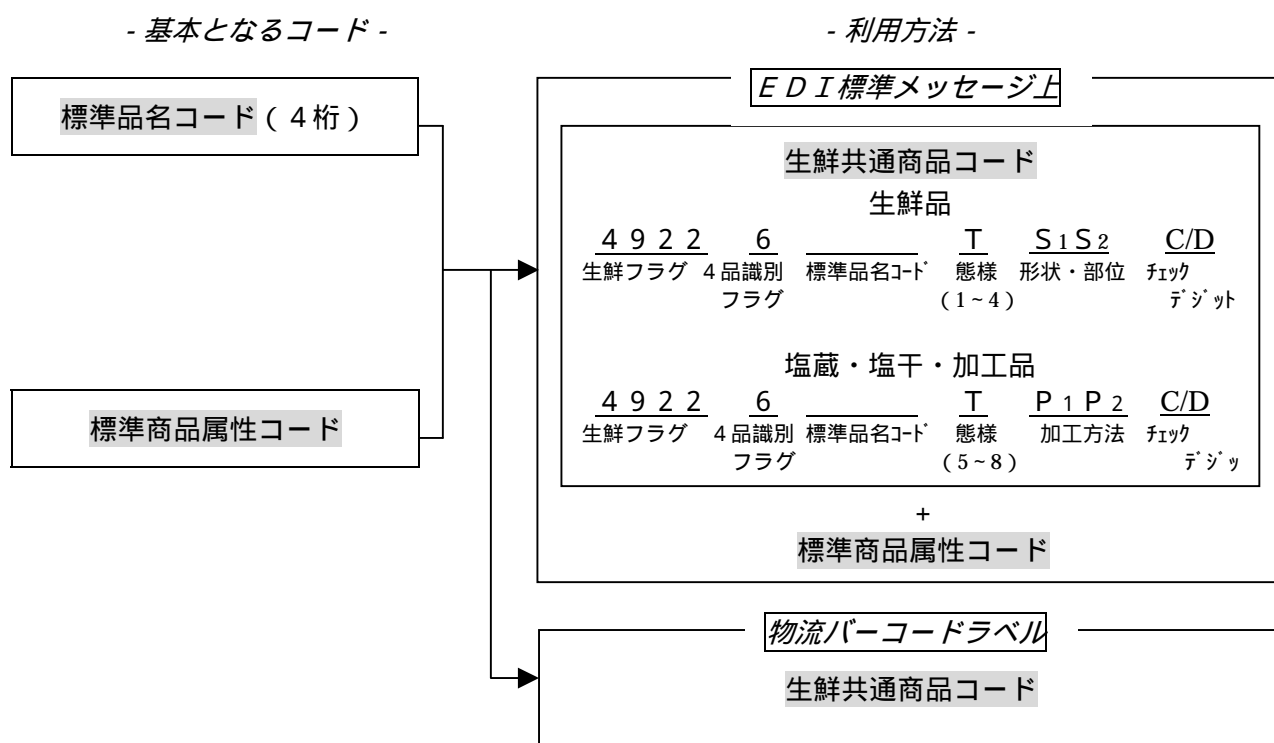 - 基本となるコード -
- 利用方法 -
標準品名コード(4桁)
標準商品属性コード
EDI標準メッセージ上
生鮮共通商品コード
生鮮品
4922 6 T S1S2 C/D
生鮮フラグ 4品識別 標準品名コード 態様 形状・部位 チェック
フラグ (1~4) デジット
塩蔵・塩干・加工品
4922 6 T P1P2 C/D
生鮮フラグ 4品識別 標準品名コード 態様 加工方法 チェック
フラグ (5~8) デジッ
+
標準商品属性コード
物流バーコードラベル
生鮮共通商品コード